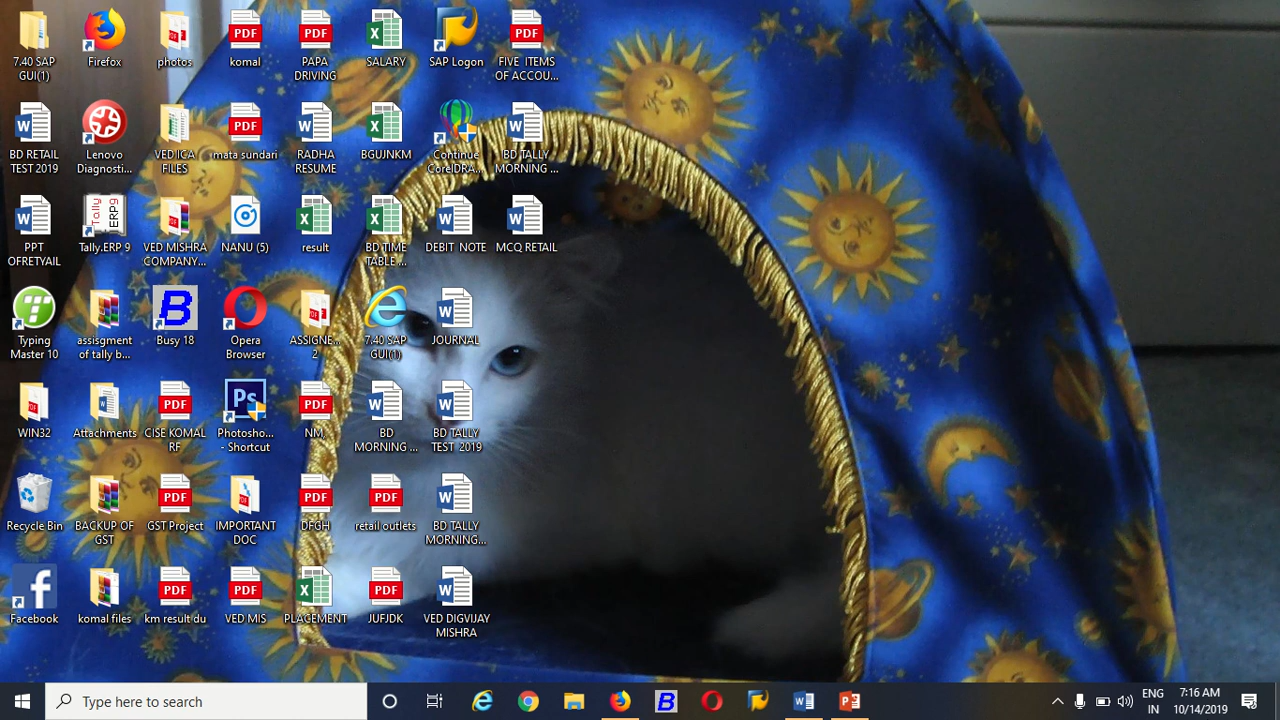 7.40 SAP
GUI(1)
Firefox
photos
komal
PAPA
DRIVING
SALARY
SAP Logon
FIVE ITEMS
OF ACCOU...
BD RETAIL
TEST 2019
Lenovo
Diagnosti...
VED ICA
FILES
mata sundari
RADHA
RESUME
BGUJNKM
Continue
CorelDRA...
BD TALLY
MORNING ...
PPT
OFRETYAIL
Tally.ERP 9
VED MISHRA
COMPANY...
NANU (5)
result
BD TIME
TABLE ...
DEBIT NOTE
MCQ RETAIL
Typing
Master 10
assisgment
of tally b...
Busy 18
Opera
Browser
ASSIGNE...
2
7.40 SAP
GUI(1)
JOURNAL
WIN32
Attachments
CISE KOMAL
RF
Photosho...
- Shortcut
NM,
BD
MORNING ...
BD TALLY
TEST 2019
Recycle Bin
BACKUP OF
GST
GST Project
IMPORTANT
DOC
DFGH
retail outlets
BD TALLY
MORNING...
Facebook
komal files
km result du
VED MIS
PLACEMENT
JUFJDK
VED DIGVIJAY
MISHRA
Type here to search
ENG
IN
7:16 AM
10/14/2019